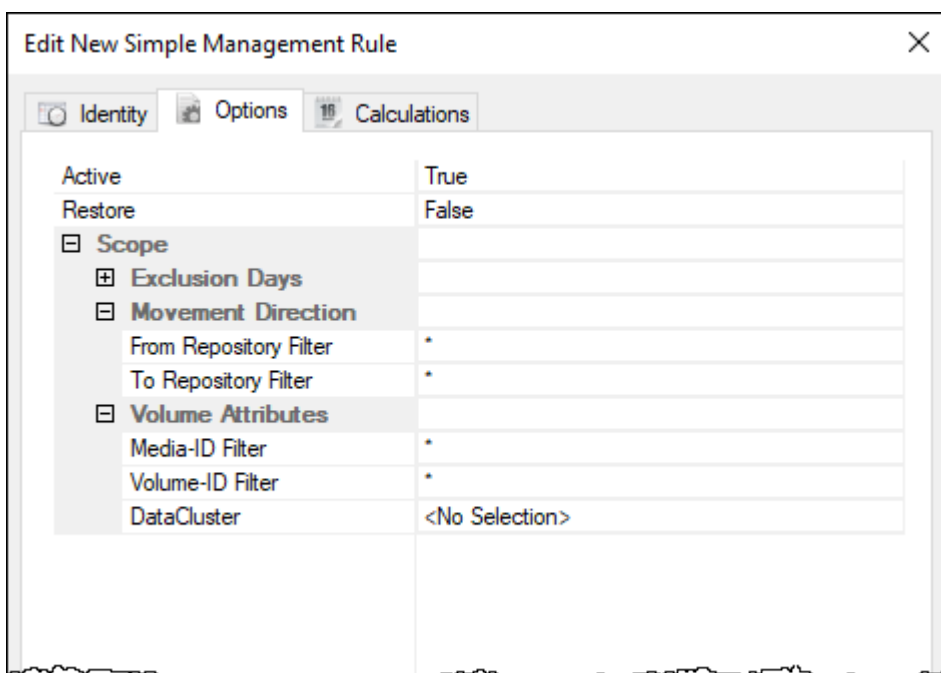 Edit New Simple Management Rule
Identity Options 16 Calculations
Active True
Restore False
Scope
Exclusion Days
Movement Direction
From Repository Filter *
To Repository Filter *
Volume Attributes
Media-ID Filter *
Volume-ID Filter *
DataCluster <No Selection>